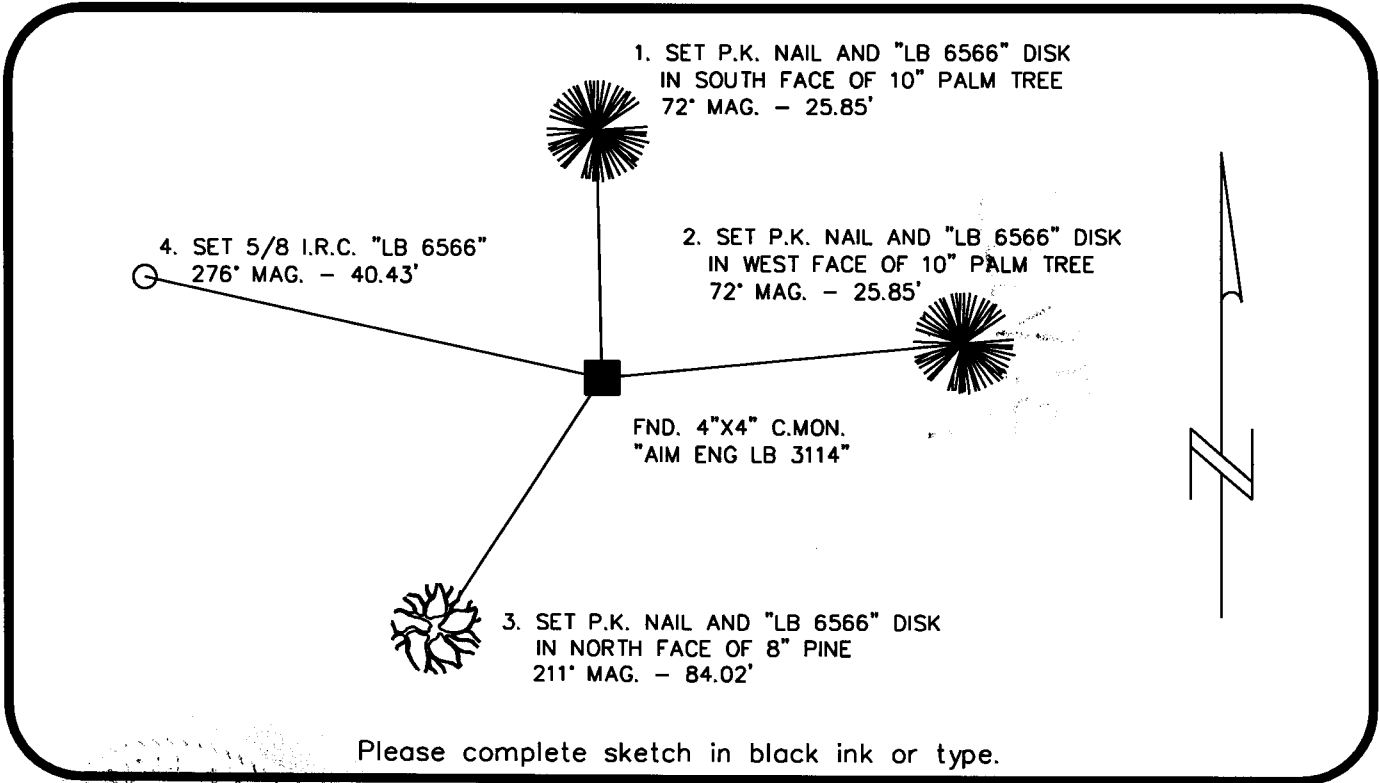 1. SET P.K. NAIL AND "LB 6566" DISK
IN SOUTH FACE OF 10" PALM TREE
72° MAG. – 25.85'
4. SET 5/8 I.R.C. "LB 6566"
276° MAG. – 40.43'
2. SET P.K. NAIL AND "LB 6566" DISK
IN WEST FACE OF 10" PALM TREE
72° MAG. – 25.85'
FND. 4"X4" C.MON.
"AIM ENG LB 3114"
N
3. SET P.K. NAIL AND "LB 6566" DISK
IN NORTH FACE OF 8" PINE
211° MAG. – 84.02'
Please complete sketch in black ink or type.